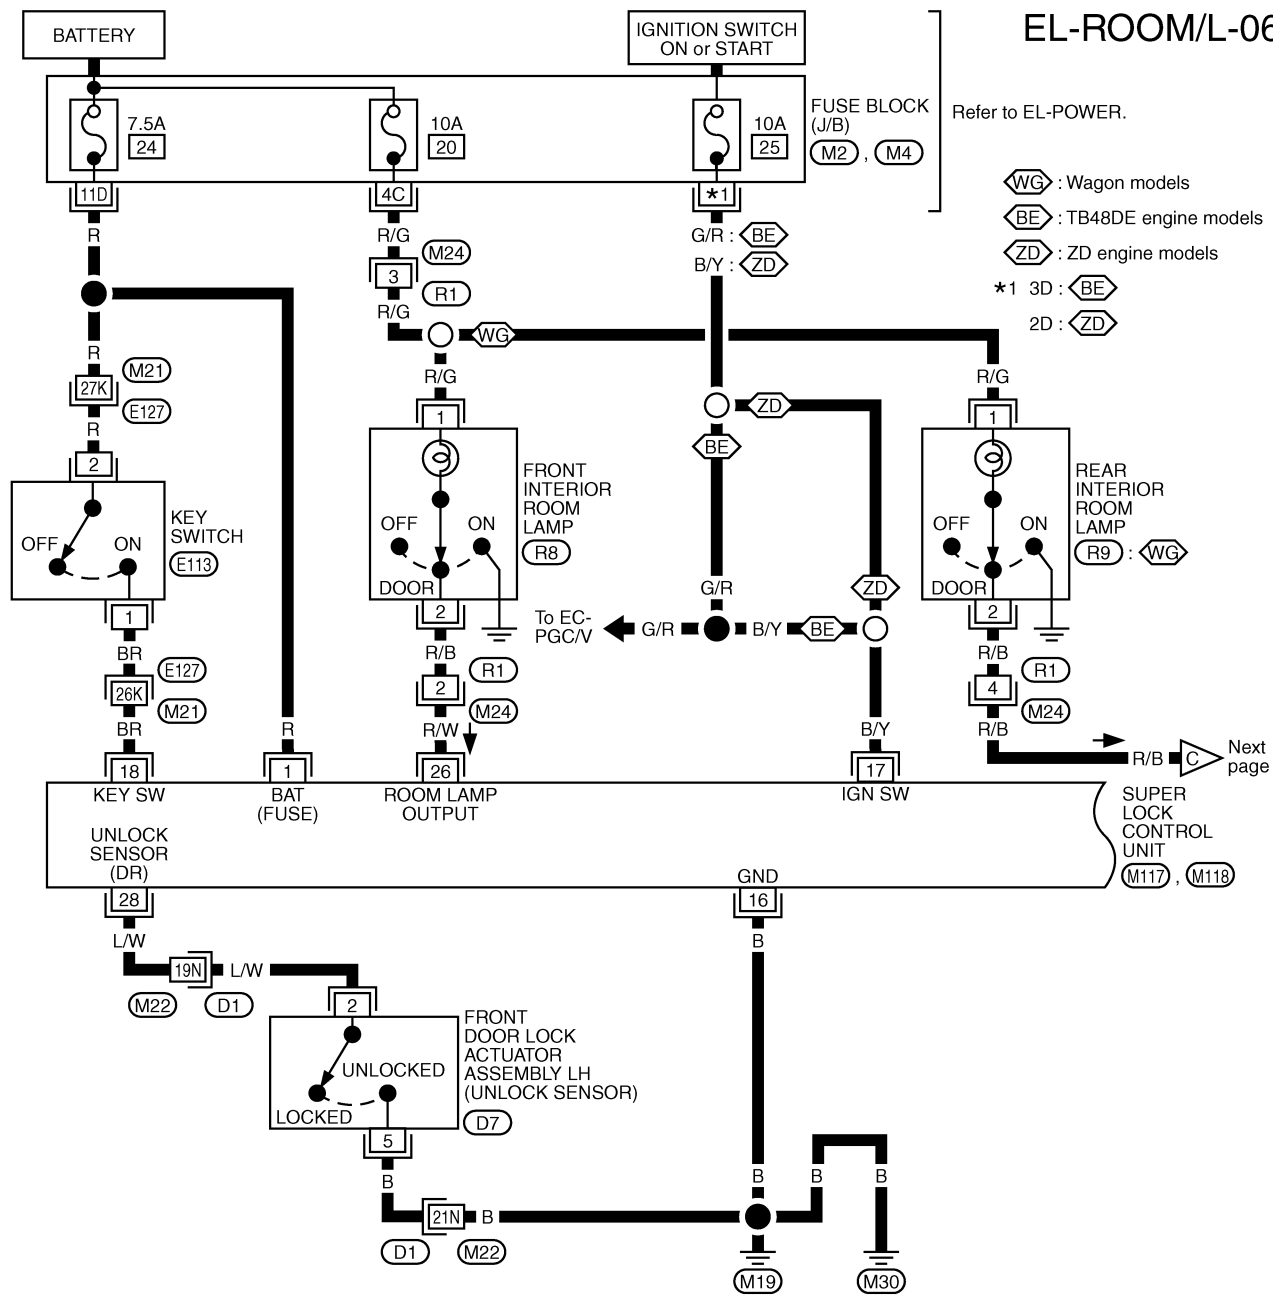 EL-ROOM/L-06
BATTERY
IGNITION SWITCH
ON or START
7.5A
24
10A
20
10A
25
FUSE BLOCK
(J/B)
M2 , M4
Refer to EL-POWER.
11D
4C
*1
WG : Wagon models
BE : TB48DE engine models
ZD : ZD engine models
*1 3D : BE
2D : ZD
R
R/G
G/R : BE
B/Y : ZD
M24
3
R1
R/G
WG
R
M21
27K
E127
R
R/G
R/G
2
1
ZD
1
BE
KEY
SWITCH
E113
OFF
ON
FRONT
INTERIOR
ROOM
LAMP
R8
OFF
ON
DOOR
REAR
INTERIOR
ROOM
LAMP
R9 : WG
OFF
ON
DOOR
G/R
ZD
1
2
2
To EC-
PGC/V
G/R
B/Y
BE
BR
R/B
R/B
E127
26K
M21
R1
2
M24
R1
4
M24
BR
R
R/W
B/Y
R/B
R/B
C
Next
page
18
1
26
17
KEY SW
BAT
(FUSE)
ROOM LAMP
OUTPUT
IGN SW
SUPER
LOCK
CONTROL
UNIT
M117 , M118
UNLOCK
SENSOR
(DR)
GND
28
16
L/W
B
19N
L/W
M22
D1
2
FRONT
DOOR LOCK
ACTUATOR
ASSEMBLY LH
(UNLOCK SENSOR)
D7
UNLOCKED
LOCKED
5
B
B
B
B
21N
B
D1
M22
M19
M30